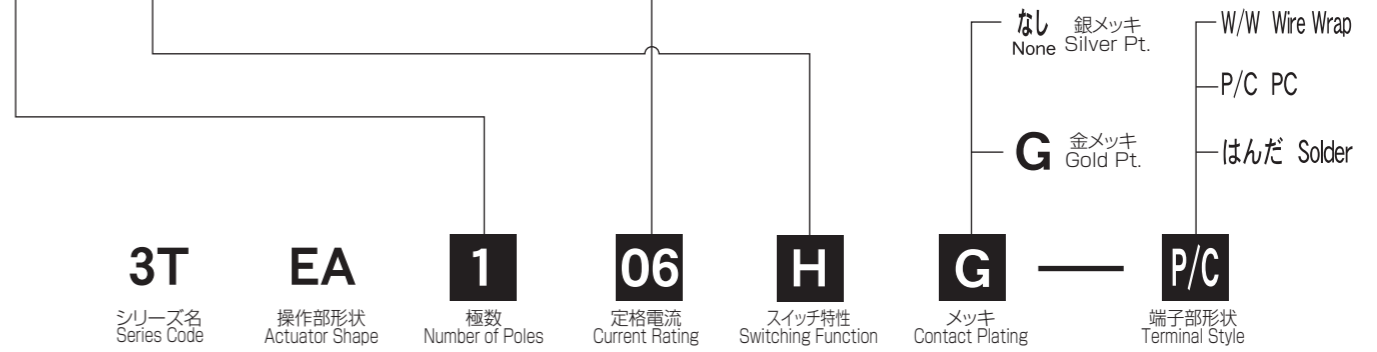 なし 銀メッキ
None Silver Pt.
G 金メッキ
Gold Pt.
W/W Wire Wrap
P/C PC
はんだ Solder
3T EA 1 06 H G — P/C
シリーズ名 操作部形状 極数 定格電流 スイッチ特性 メッキ 端子部形状
Series Code Actuator Shape Number of Poles Current Rating Switching Function Contact Plating Terminal Style